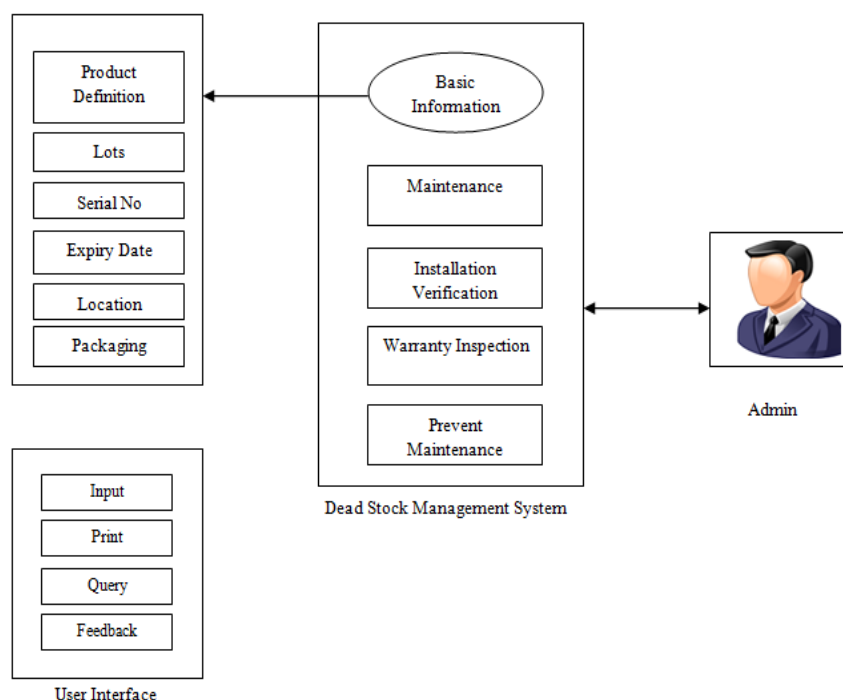 Product
Definition
Lots
Serial No
Expiry Date
Location
Packaging
Input
Print
Query
Feedback
User Interface
Basic
Information
Maintenance
Installation
Verification
Warranty Inspection
Prevent
Maintenance
Dead Stock Management System
Admin